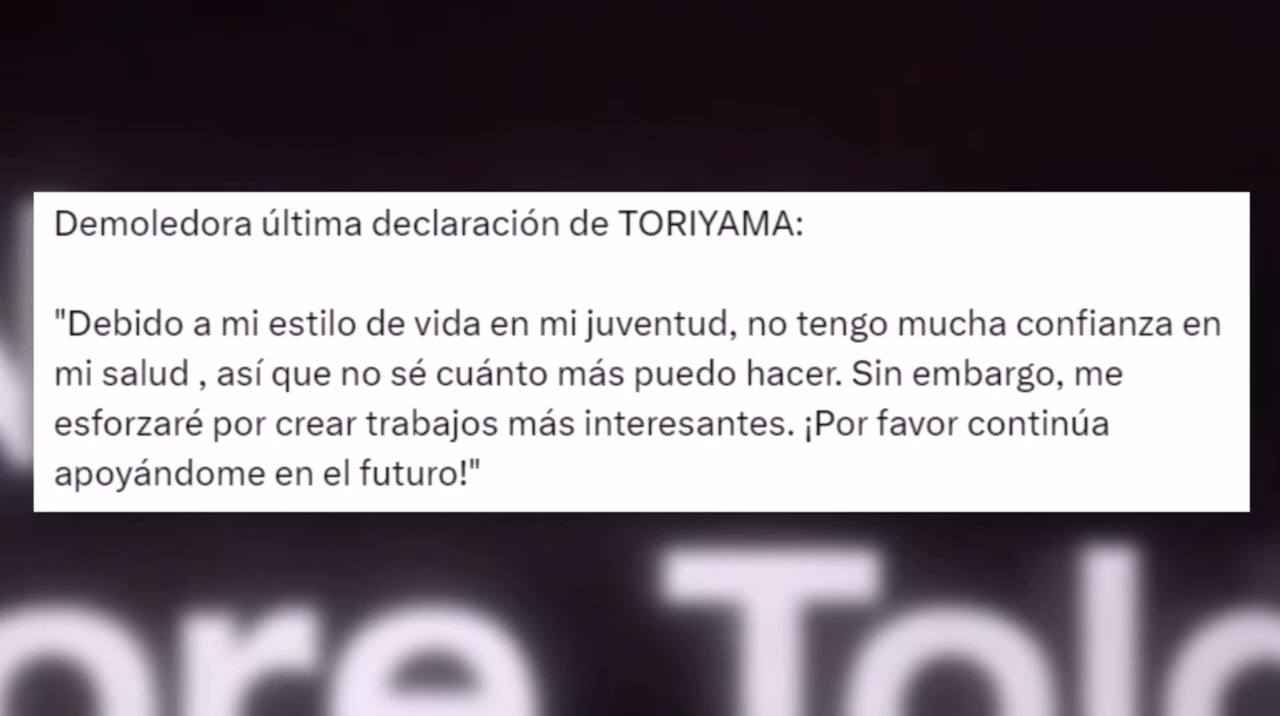 Demoledora última declaración de TORIYAMA:
"Debido a mi estilo de vida en mi juventud, no tengo mucha confianza en
mi salud , así que no sé cuánto más puedo hacer. Sin embargo, me
esforzaré por crear trabajos más interesantes. ¡Por favor continúa
apoyándome en el futuro!"